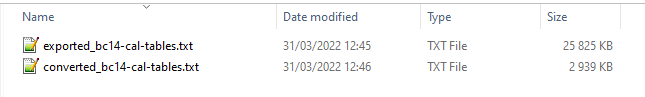 Name Date modified Type Size
exported_bc14-cal-tables.txt 31/03/2022 12:45 TXT File 25 825 KB
converted_bc14-cal-tables.txt 31/03/2022 12:46 TXT File 2 939 KB